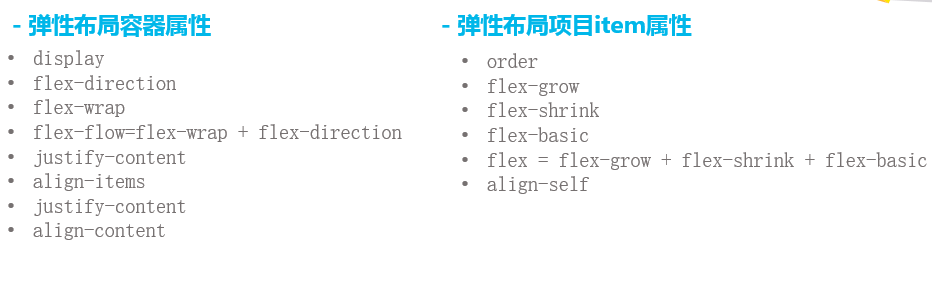 - 弹性布局容器属性
• display
• flex-direction
• flex-wrap
• flex-flow=flex-wrap + flex-direction
• justify-content
• align-items
• justify-content
• align-content
- 弹性布局项目item属性
• order
• flex-grow
• flex-shrink
• flex-basic
• flex = flex-grow + flex-shrink + flex-basic
• align-self